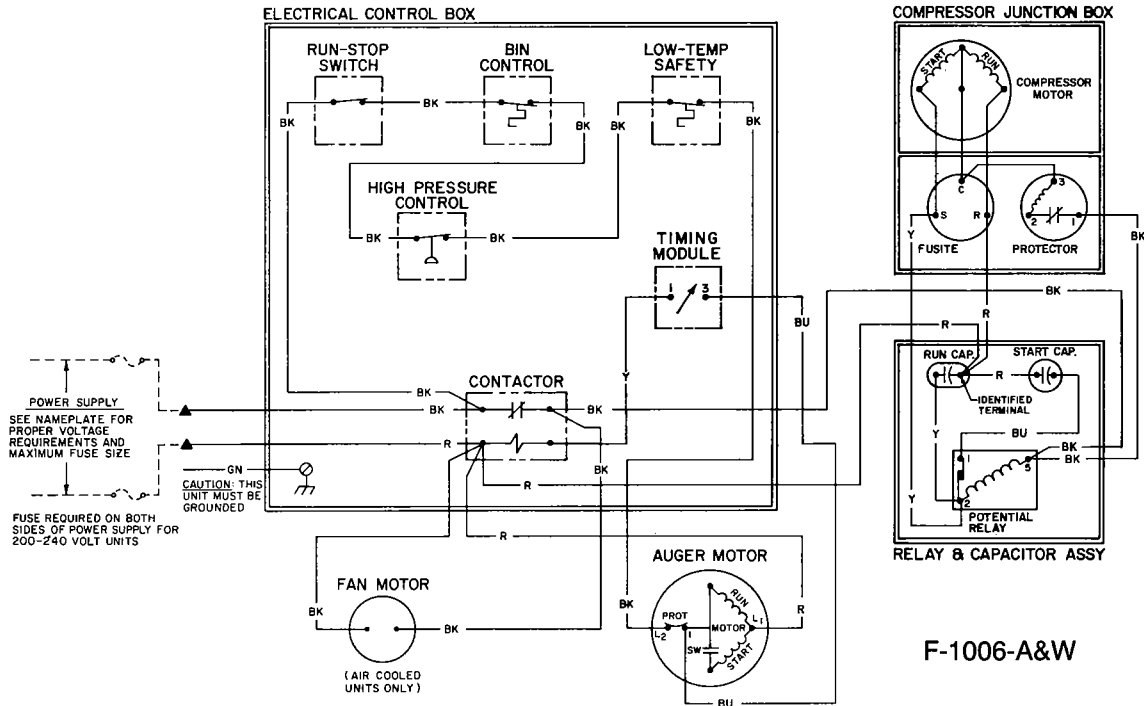 ELECTRICAL CONTROL BOX
COMPRESSOR JUNCTION BOX
RUN-STOP
SWITCH
BIN
CONTROL
LOW-TEMP
SAFETY
BK
BK
BK
BK
BK
HIGH PRESSURE
CONTROL
BK
BK
TIMING
MODULE
1
3
START
RUN
COMPRESSOR
MOTOR
C
S
R
FUSITE
3
2
1
PROTECTOR
Y
BK
BU
BK
R
R
Y
POWER SUPPLY
SEE NAMEPLATE FOR
PROPER VOLTAGE
REQUIREMENTS AND
MAXIMUM FUSE SIZE
FUSE REQUIRED ON BOTH
SIDES OF POWER SUPPLY FOR
200-240 VOLT UNITS
CONTACTOR
BK
BK
BK
R
BK
R
GN
CAUTION: THIS
UNIT MUST BE
GROUNDED
RUN CAP.
START CAP.
R
IDENTIFIED
TERMINAL
BU
Y
Y
BK
BK
1
2
5
POTENTIAL
RELAY
RELAY & CAPACITOR ASSY
R
FAN MOTOR
BK
BK
(AIR COOLED
UNITS ONLY)
AUGER MOTOR
BK
PROT
L2
1
RUN
MOTOR
L1
SW
START
R
BU
F-1006-A&W